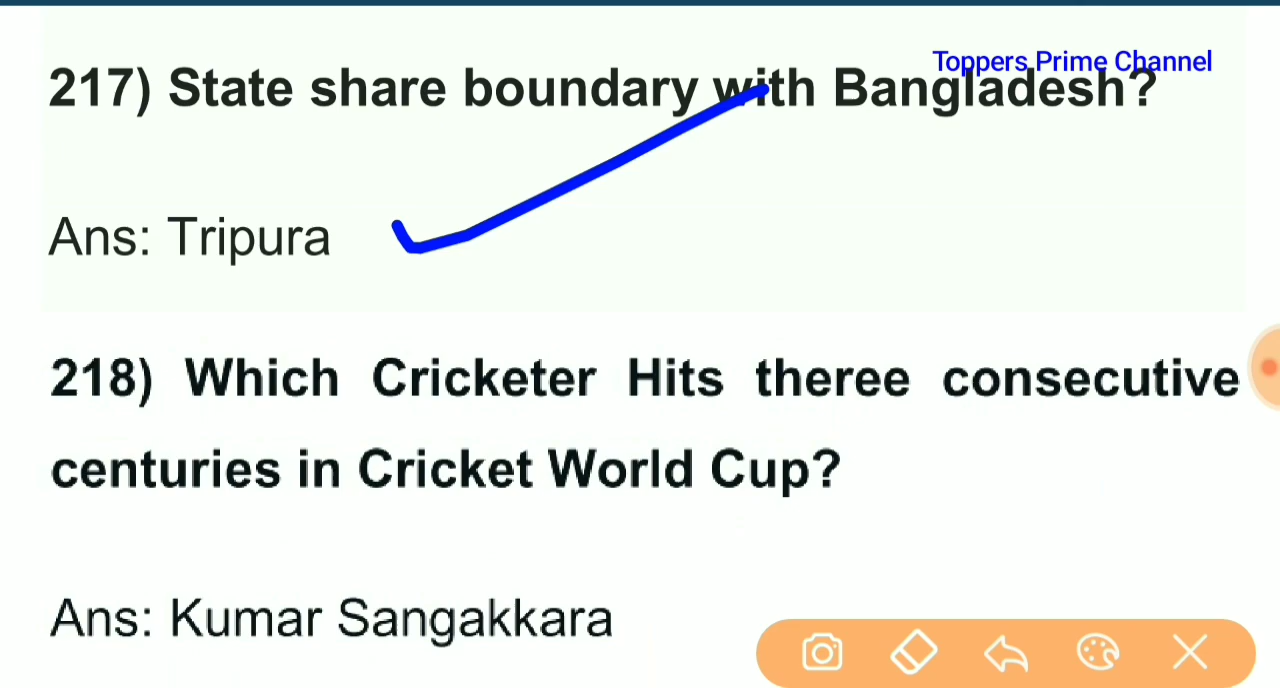 Toppers Prime Channel
217) State share boundary with Bangladesh?
Ans: Tripura
218) Which Cricketer Hits theree consecutive
centuries in Cricket World Cup?
Ans: Kumar Sangakkara